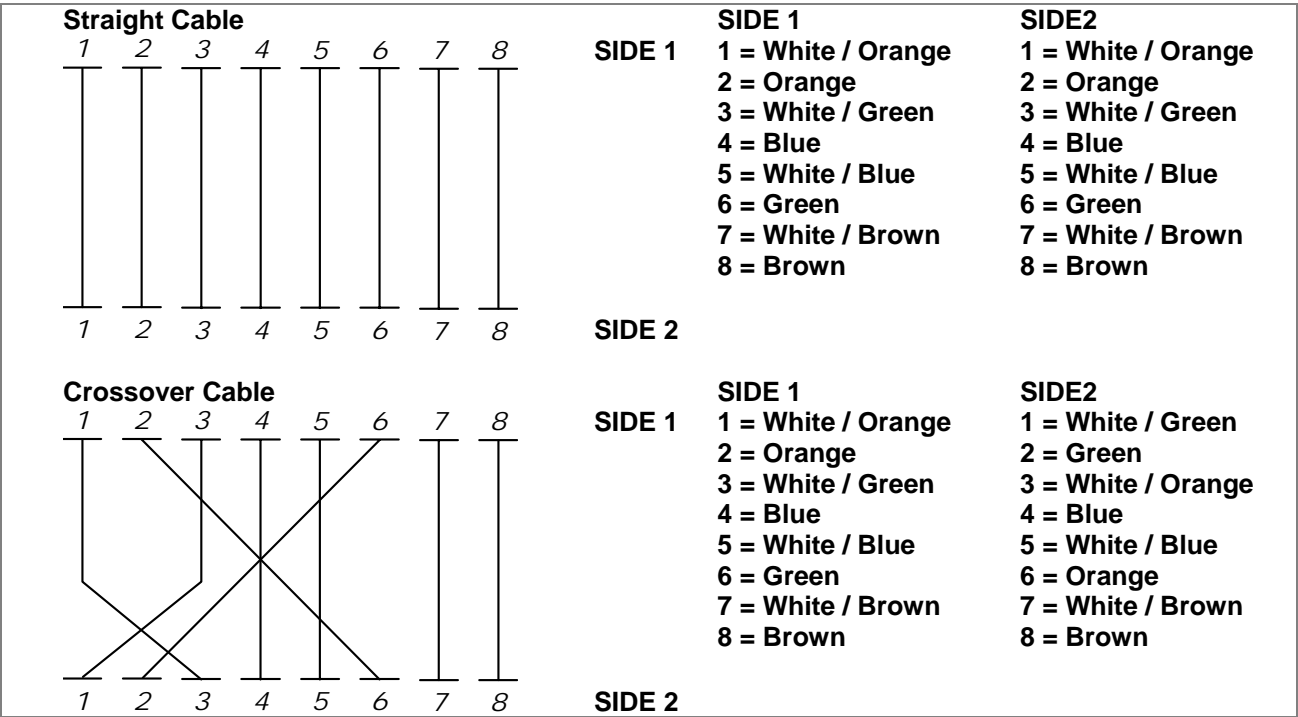 Straight Cable
1 2 3 4 5 6 7 8
SIDE 1
1 2 3 4 5 6 7 8
SIDE 2
SIDE 1
1 = White / Orange
2 = Orange
3 = White / Green
4 = Blue
5 = White / Blue
6 = Green
7 = White / Brown
8 = Brown
SIDE2
1 = White / Orange
2 = Orange
3 = White / Green
4 = Blue
5 = White / Blue
6 = Green
7 = White / Brown
8 = Brown
Crossover Cable
1 2 3 4 5 6 7 8
SIDE 1
1 2 3 4 5 6 7 8
SIDE 2
SIDE 1
1 = White / Orange
2 = Orange
3 = White / Green
4 = Blue
5 = White / Blue
6 = Green
7 = White / Brown
8 = Brown
SIDE2
1 = White / Green
2 = Green
3 = White / Orange
4 = Blue
5 = White / Blue
6 = Orange
7 = White / Brown
8 = Brown